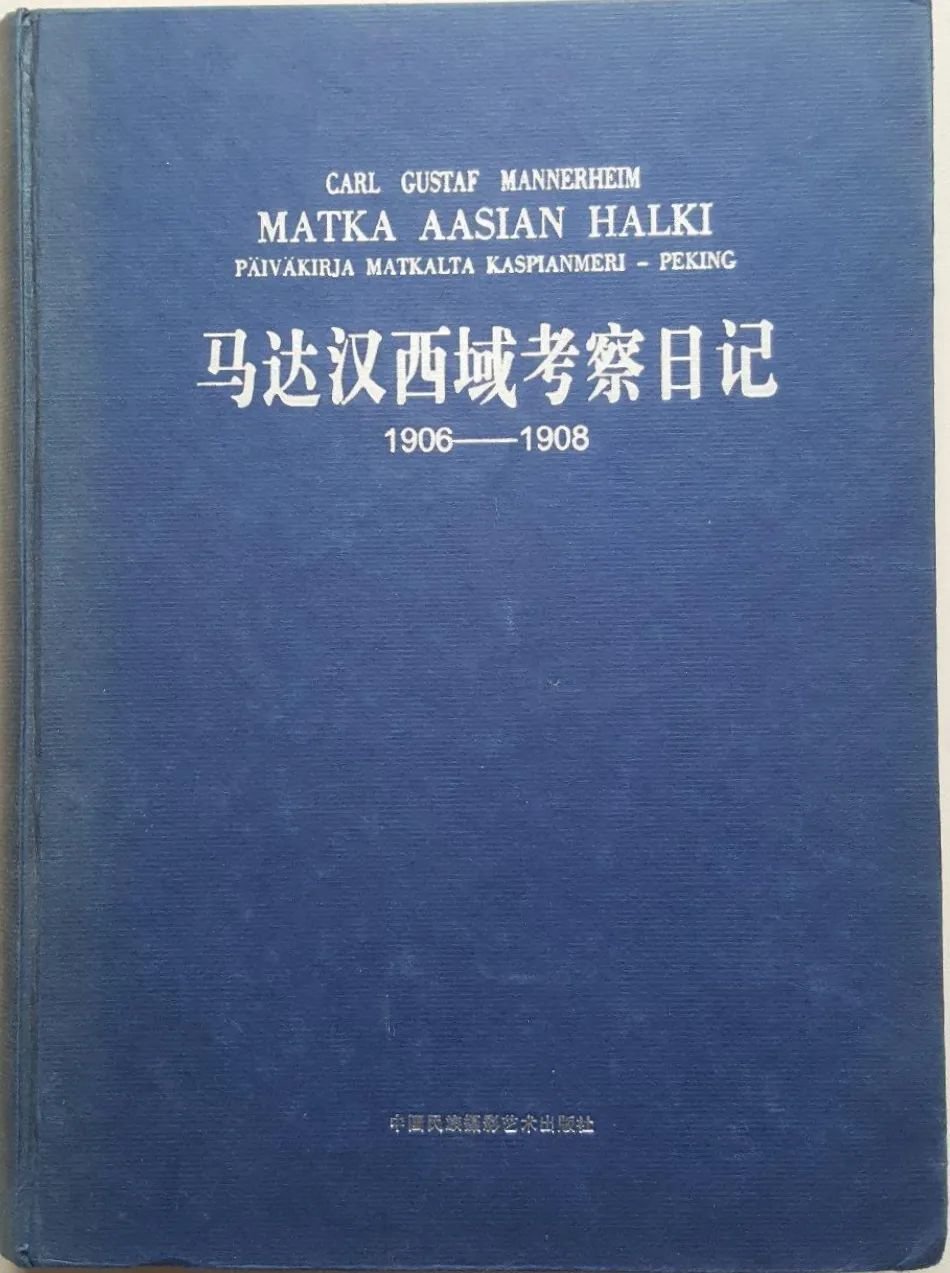 CARL GUSTAF MANNERHEIM
MATKA AASIAN HALKI
PÄIVÄKIRJA MATKALTA KASPIANMERI – PEKING
马达汉西域考察日记
1906——1908
中国民族摄影艺术出版社